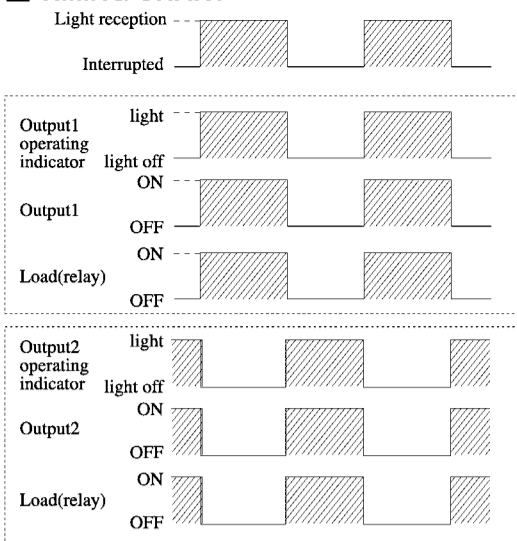 Light reception
Interrupted
Output1
operating
indicator
light
light off
Output1
ON
OFF
Load(relay)
ON
OFF
Output2
operating
indicator
light
light off
Output2
ON
OFF
Load(relay)
ON
OFF